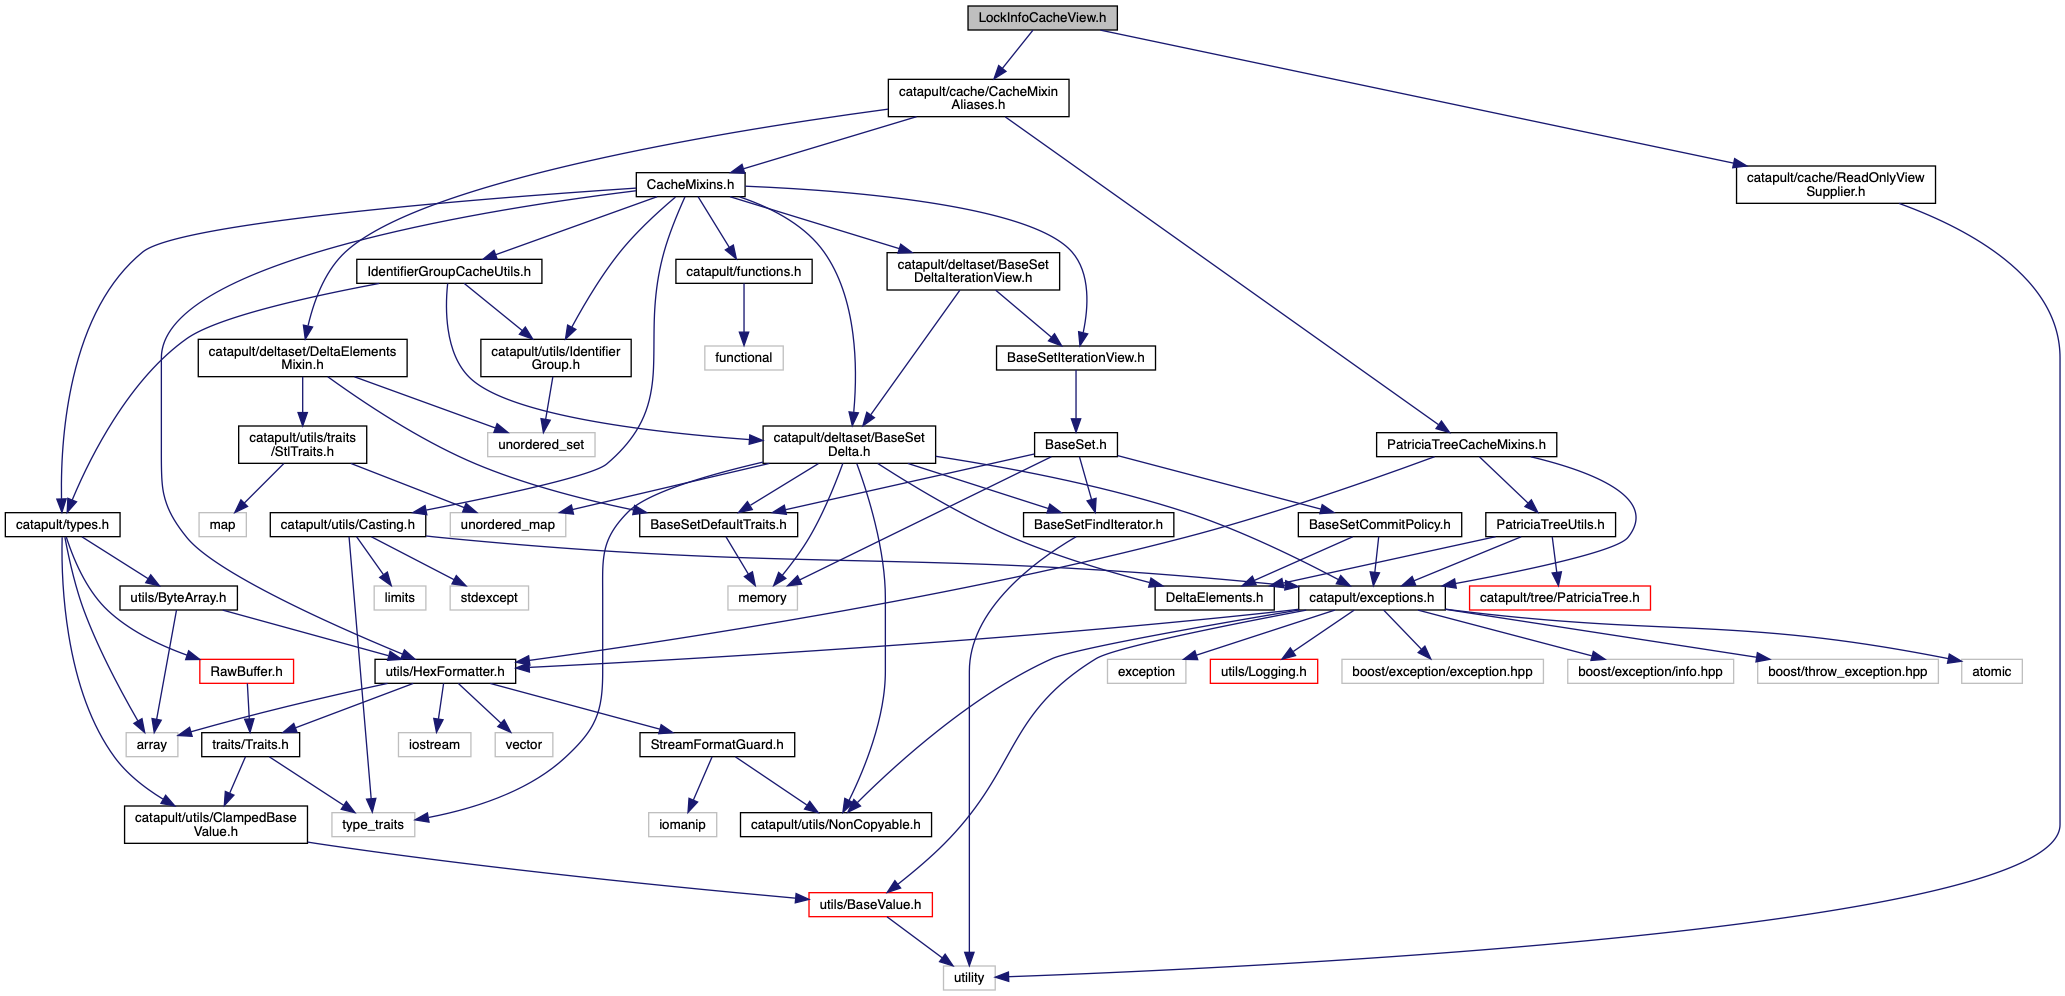 LockInfoCacheView.h
catapult/cache/CacheMixin
Aliases.h
catapult/cache/ReadOnlyView
Supplier.h
CacheMixins.h
IdentifierGroupCacheUtils.h
catapult/functions.h
catapult/deltaset/BaseSet
DeltaIterationView.h
catapult/deltaset/DeltaElements
Mixin.h
catapult/utils/Identifier
Group.h
functional
BaseSetIterationView.h
catapult/utils/traits
/StlTraits.h
unordered_set
catapult/deltaset/BaseSet
Delta.h
BaseSet.h
PatriciaTreeCacheMixins.h
catapult/types.h
map
catapult/utils/Casting.h
unordered_map
BaseSetDefaultTraits.h
BaseSetFindIterator.h
BaseSetCommitPolicy.h
PatriciaTreeUtils.h
utils/ByteArray.h
limits
stdexcept
memory
DeltaElements.h
catapult/exceptions.h
catapult/tree/PatriciaTree.h
RawBuffer.h
utils/HexFormatter.h
exception
utils/Logging.h
boost/exception/exception.hpp
boost/exception/info.hpp
boost/throw_exception.hpp
atomic
array
traits/Traits.h
iostream
vector
StreamFormatGuard.h
catapult/utils/ClampedBase
Value.h
type_traits
iomanip
catapult/utils/NonCopyable.h
utils/BaseValue.h
utility